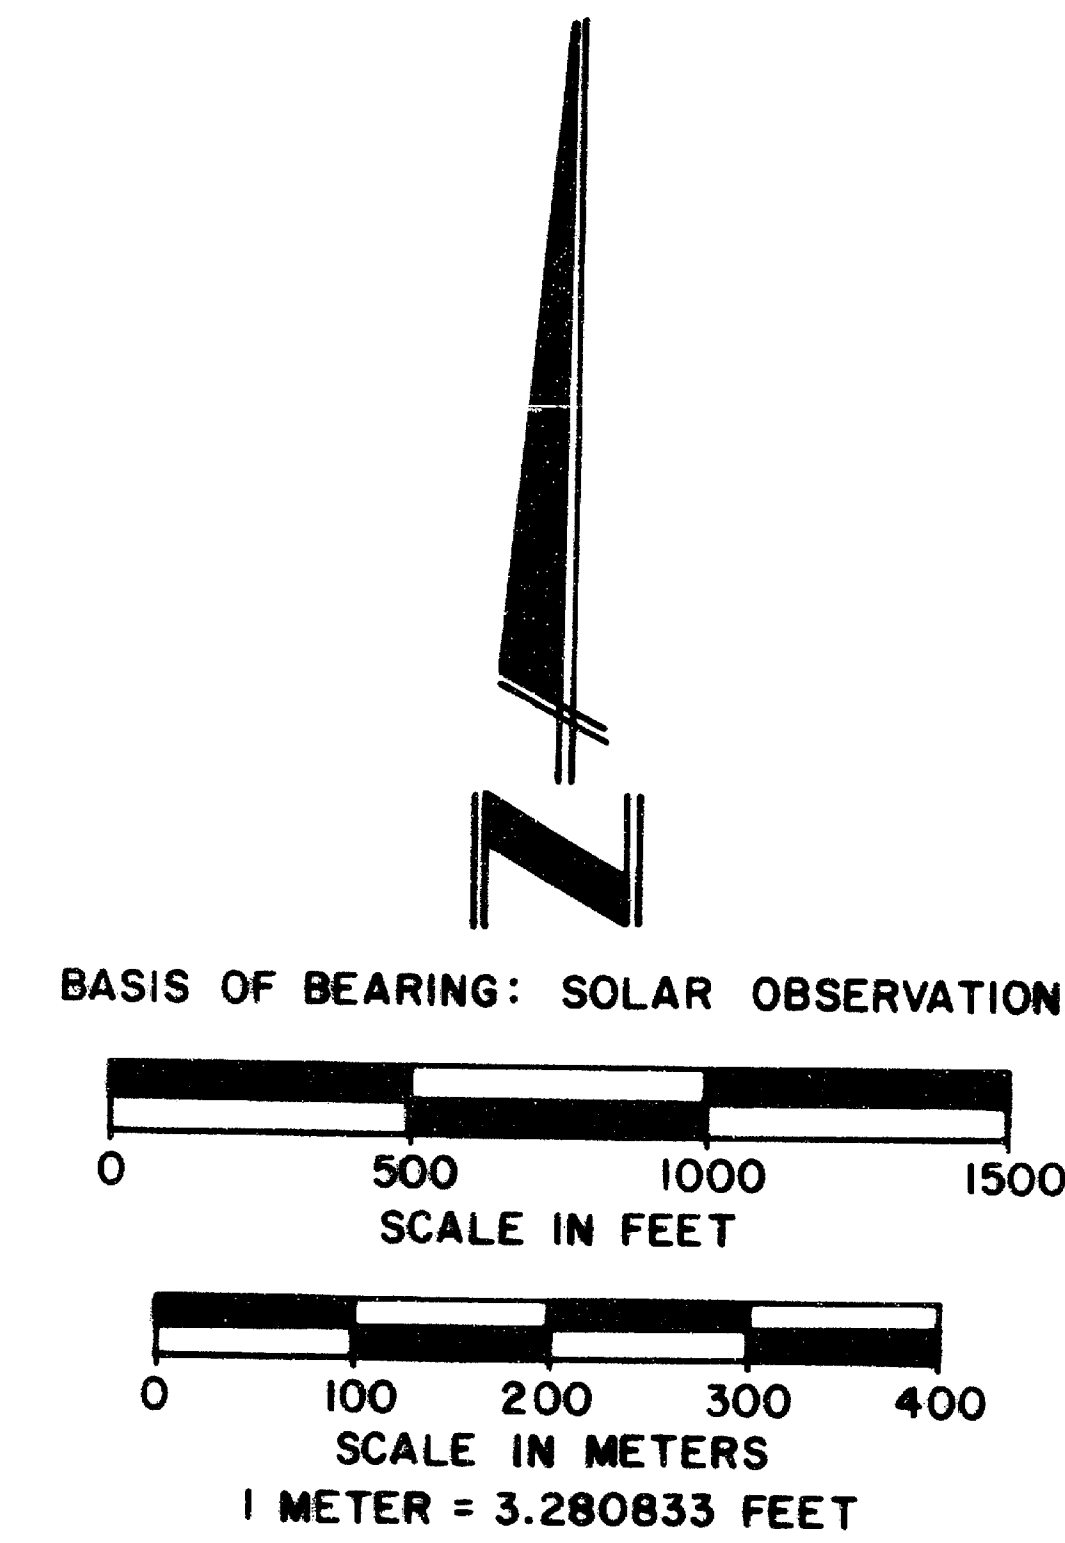 N
BASIS OF BEARING: SOLAR OBSERVATION
0 500 1000 1500
SCALE IN FEET
0 100 200 300 400
SCALE IN METERS
1 METER = 3.280833 FEET